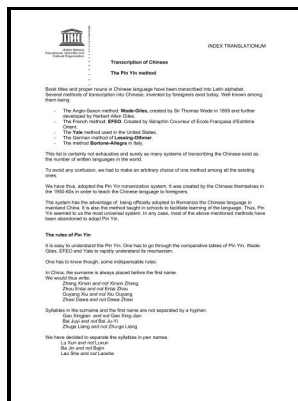 UNESCO
United Nations
Educational, Scientific and
Cultural Organization
INDEX TRANSLATIONUM
Transcription of Chinese
The Pin Yin method
Book titles and proper nouns in Chinese language have been transcribed into Latin alphabet.
Several methods of transcription into Chinese, invented by foreigners exist today. Well known among
them being:
- The Anglo-Saxon method: Wade-Giles, created by Sir Thomas Wade in 1859 and further
developed by Herbert Allen Giles.
- The French method: EFEO. Created by Séraphin Couvreur of Ecole Française d'Extrême
Orient.
- The Yale method used in the United States.
- The German method of Lessing-Othmer.
- The method Bortone-Allegra in Italy.
This list is certainly not exhaustive and surely as many systems of transcribing the Chinese exist as
the number of written languages in the world.
To avoid any confusion, we had to make an arbitrary choice of one method among all the existing
ones.
We have thus, adopted the Pin Yin romanization system. It was created by the Chinese themselves in
the 1950-60s in order to teach the Chinese language to foreigners.
The system has the advantage of being officially adopted to Romanize the Chinese language in
mainland China. It is also the method taught in schools to facilitate learning of the language. Thus, Pin
Yin seemed to us the most universal system. In any case, most of the above mentioned methods have
been abandoned to adopt Pin Yin.
The rules of Pin Yin
It is easy to understand the Pin Yin. One has to go through the comparative tables of Pin Yin, Wade-
Giles, EFEO and Yale to rapidly understand its mechanism.
One has to know though, some indispensable rules:
In China, the surname is always placed before the first name.
We would thus write:
Zhang Xinxin and not Xinxin Zhang
Zhou Enlai and not Enlai Zhou
Ouyang Xiu and not Xiu Ouyang
Zhao Dawa and not Dawa Zhao
Syllables in the surname and the first name are not separated by a hyphen.
Gao Xingjian and not Gao Xing-Jian
Bai Juyi and not Bai Ju-Yi
Zhuge Liang and not Zhu-ge Liang
We have decided to separate the syllables in pen names.
Lu Xun and not Luxun
Ba Jin and not Bajin
Lao She and not Laoshe